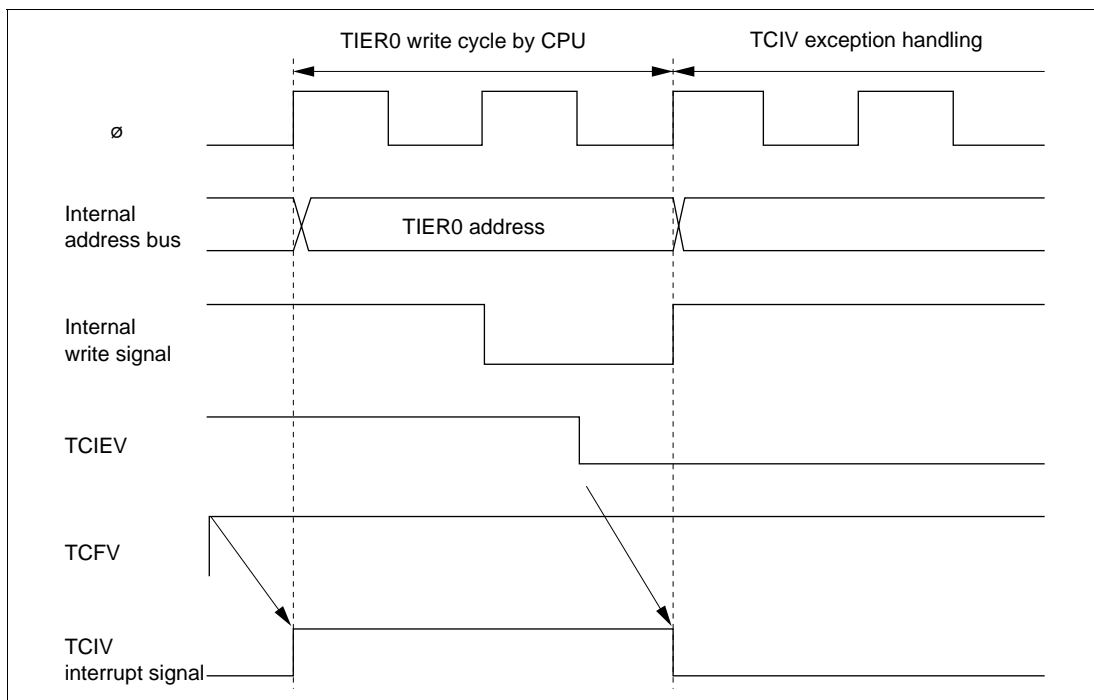 TIER0 write cycle by CPU
TCIV exception handling
ø
Internal
address bus
TIER0 address
Internal
write signal
TCIEV
TCFV
TCIV
interrupt signal